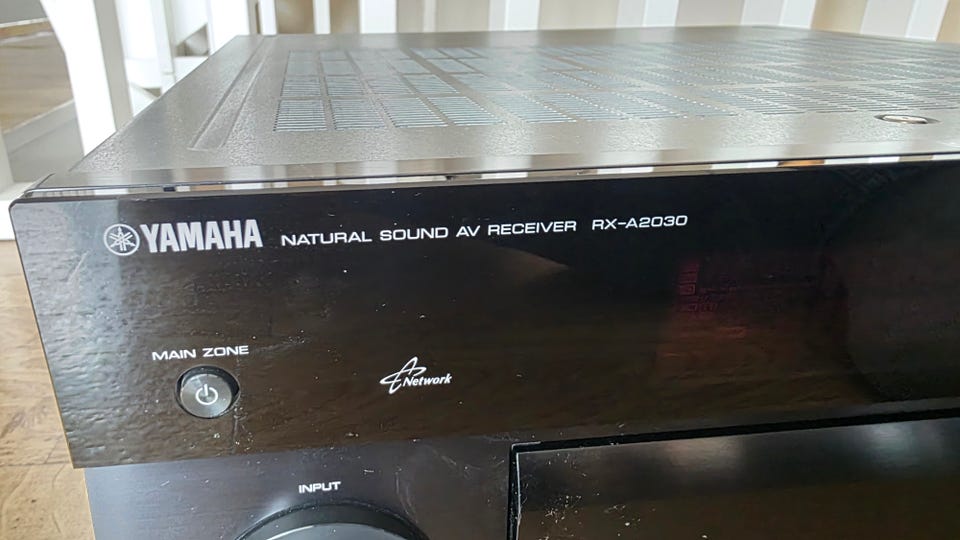 YAMAHA NATURAL SOUND AV RECEIVER RX-A2030
MAIN ZONE
Network
INPUT